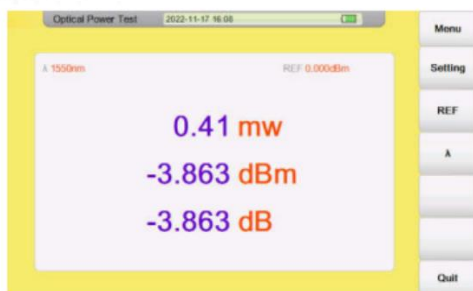 Optical Power Test 2022-11-17 16:08
Menu
λ 1550nm REF 0.000dBm
Setting
REF
0.41 mw
λ
-3.863 dBm
-3.863 dB
Quit